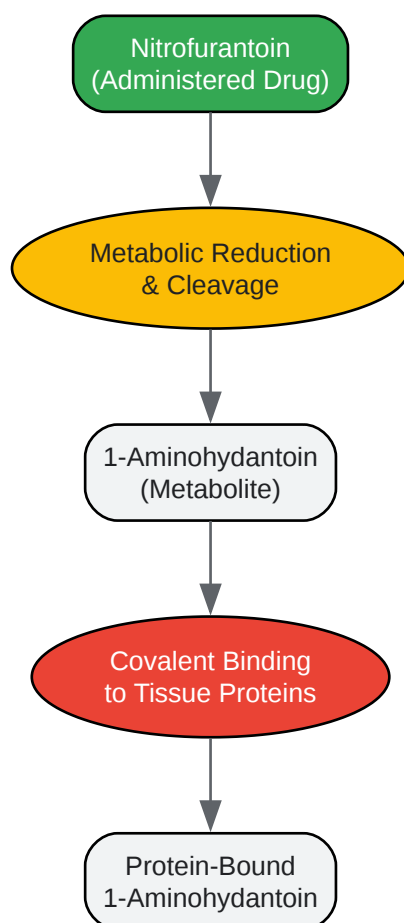 Nitrofurantoin
(Administered Drug)
Metabolic Reduction
& Cleavage
1-Aminohydantoin
(Metabolite)
Covalent Binding
to Tissue Proteins
Protein-Bound
1-Aminohydantoin